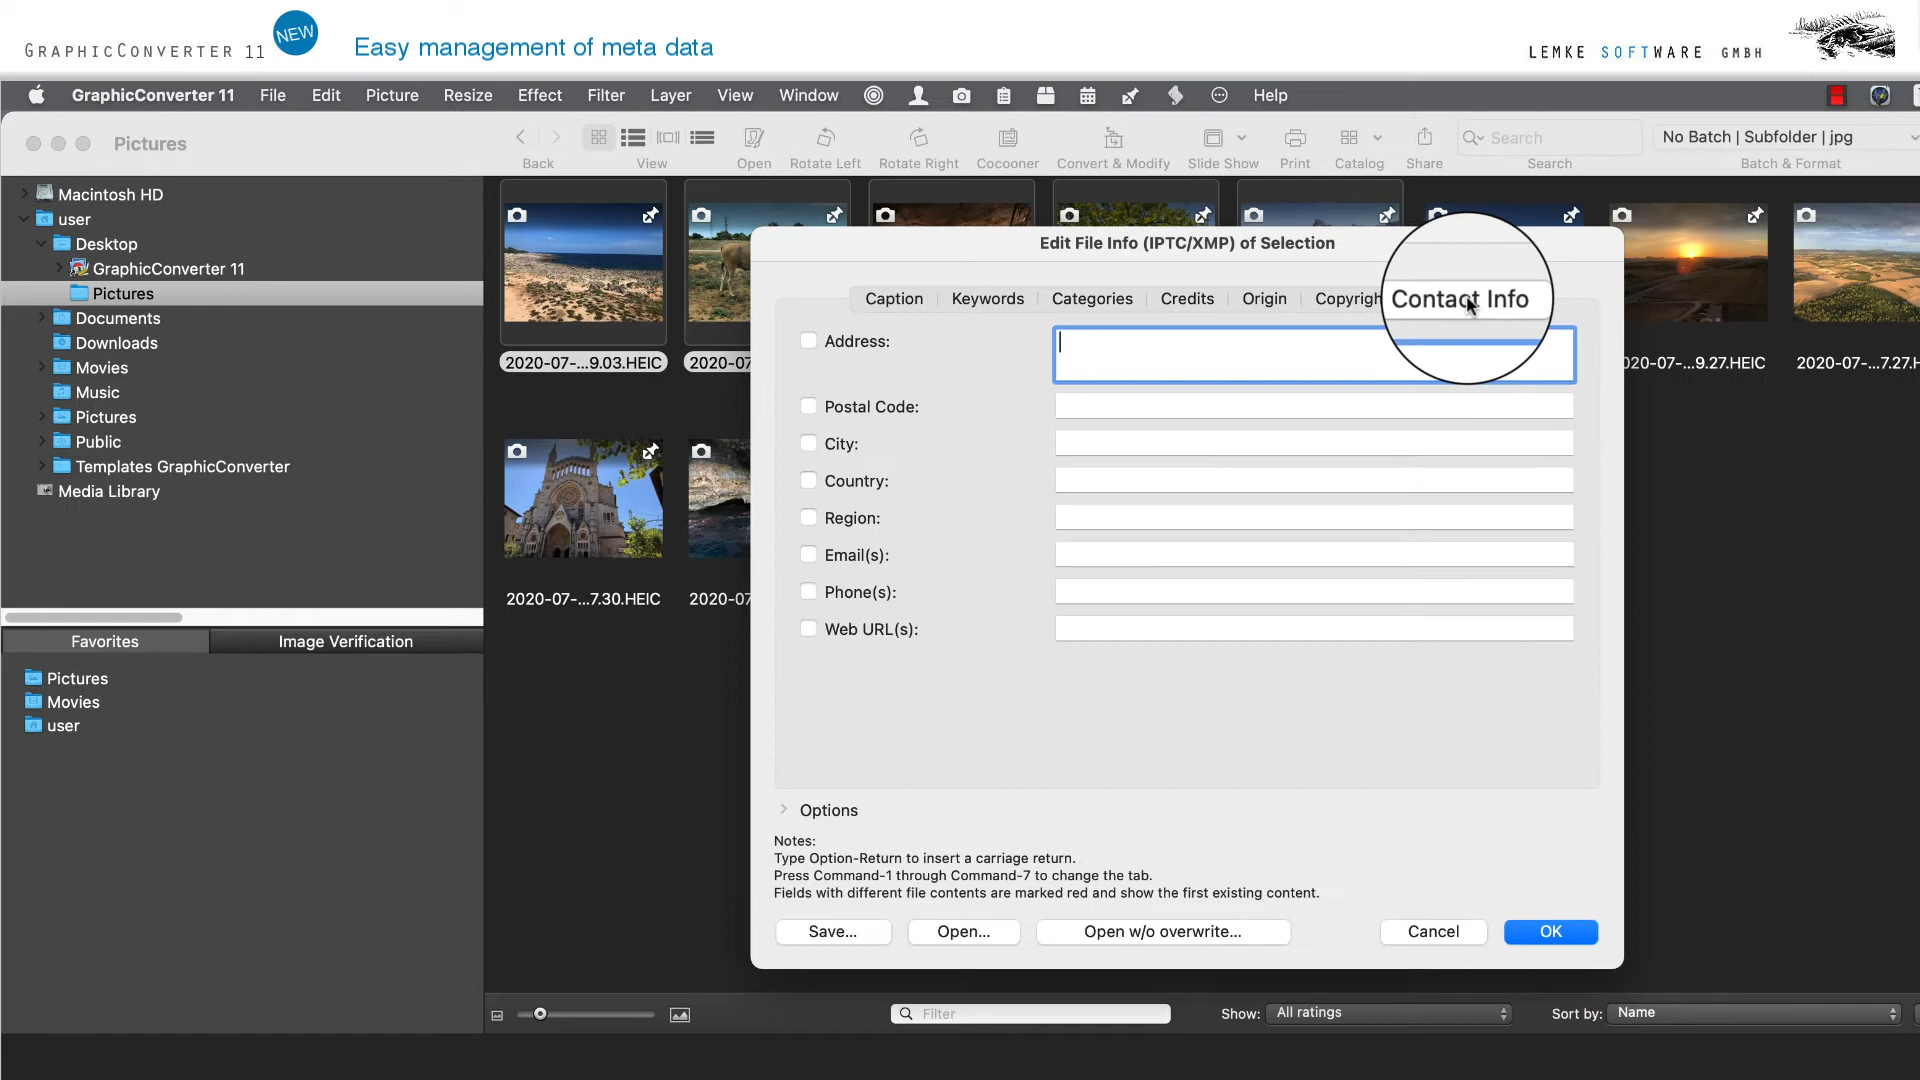 GRAPHICCONVERTER 11
NEW
Easy management of meta data
LEMKE SOFTWARE GMBH
GraphicConverter 11 File Edit Picture Resize Effect Filter Layer View Window Help
Pictures
Back View Open Rotate Left Rotate Right Cocooner Convert & Modify Slide Show Print Catalog Share
Search
Search
No Batch | Subfolder | jpg
Batch & Format
Macintosh HD
user
Desktop
GraphicConverter 11
Pictures
Documents
Downloads
Movies
Music
Pictures
Public
Templates GraphicConverter
Media Library
Favorites Image Verification
Pictures
Movies
user
2020-07-...9.03.HEIC
2020-07
020-07-...9.27.HEIC
2020-07-...7.27.H
2020-07-...7.30.HEIC
2020-07
Edit File Info (IPTC/XMP) of Selection
Caption Keywords Categories Credits Origin Copyrigh Contact Info
Address:
Postal Code:
City:
Country:
Region:
Email(s):
Phone(s):
Web URL(s):
Options
Notes:
Type Option-Return to insert a carriage return.
Press Command-1 through Command-7 to change the tab.
Fields with different file contents are marked red and show the first existing content.
Save... Open... Open w/o overwrite... Cancel OK
Filter
Show: All ratings
Sort by: Name